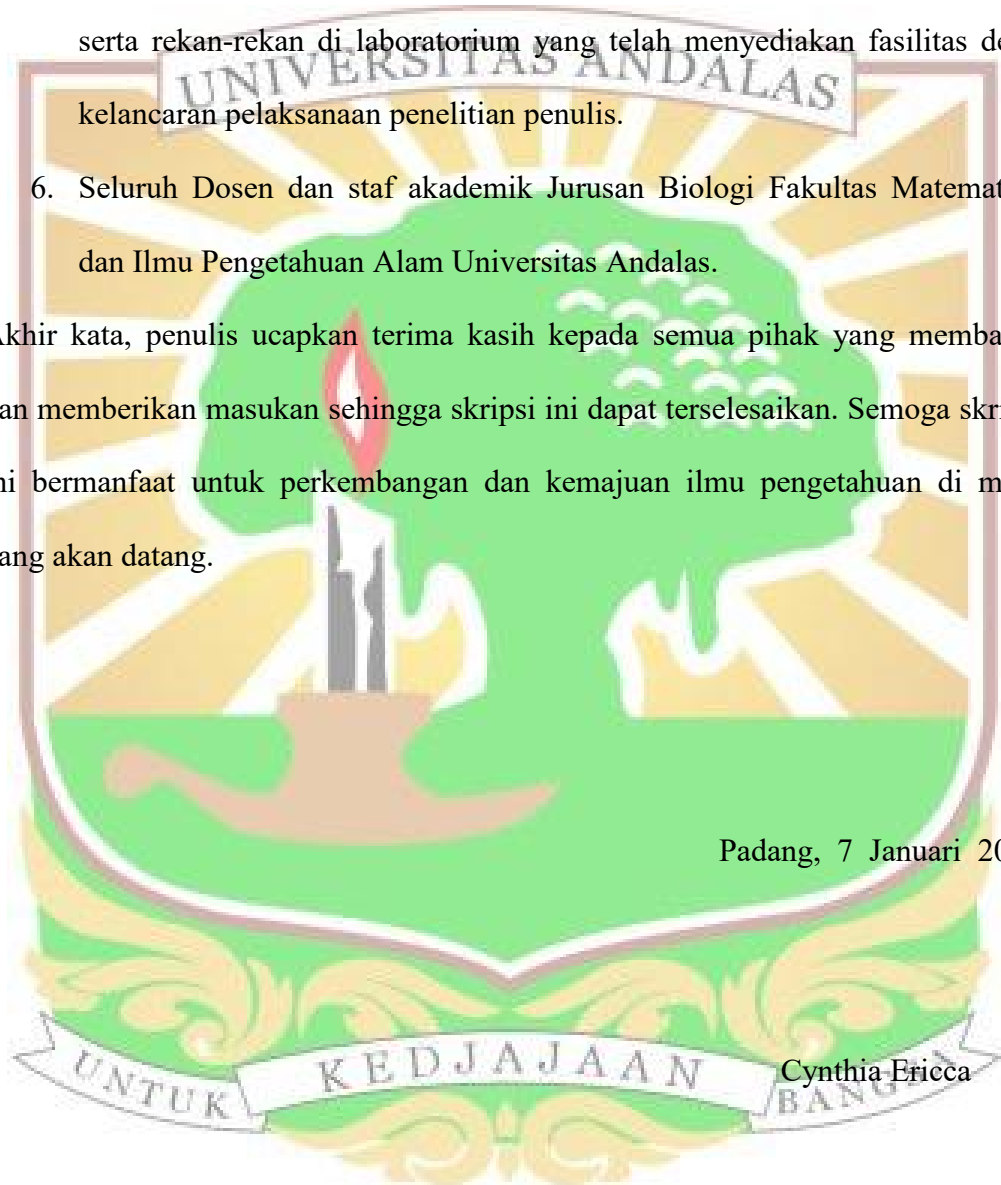 serta rekan-rekan di laboratorium yang telah menyediakan fasilitas de
UNIVERSITAS ANDALAS
kelancaran pelaksanaan penelitian penulis.
6. Seluruh Dosen dan staf akademik Jurusan Biologi Fakultas Matemat
dan Ilmu Pengetahuan Alam Universitas Andalas.
Akhir kata, penulis ucapkan terima kasih kepada semua pihak yang memba
an memberikan masukan sehingga skripsi ini dapat terselesaikan. Semoga skri
ni bermanfaat untuk perkembangan dan kemajuan ilmu pengetahuan di m
ang akan datang.
Padang, 7 Januari 20
Cynthia Ericca
UNTUK KEDJAJAAN BANGSA